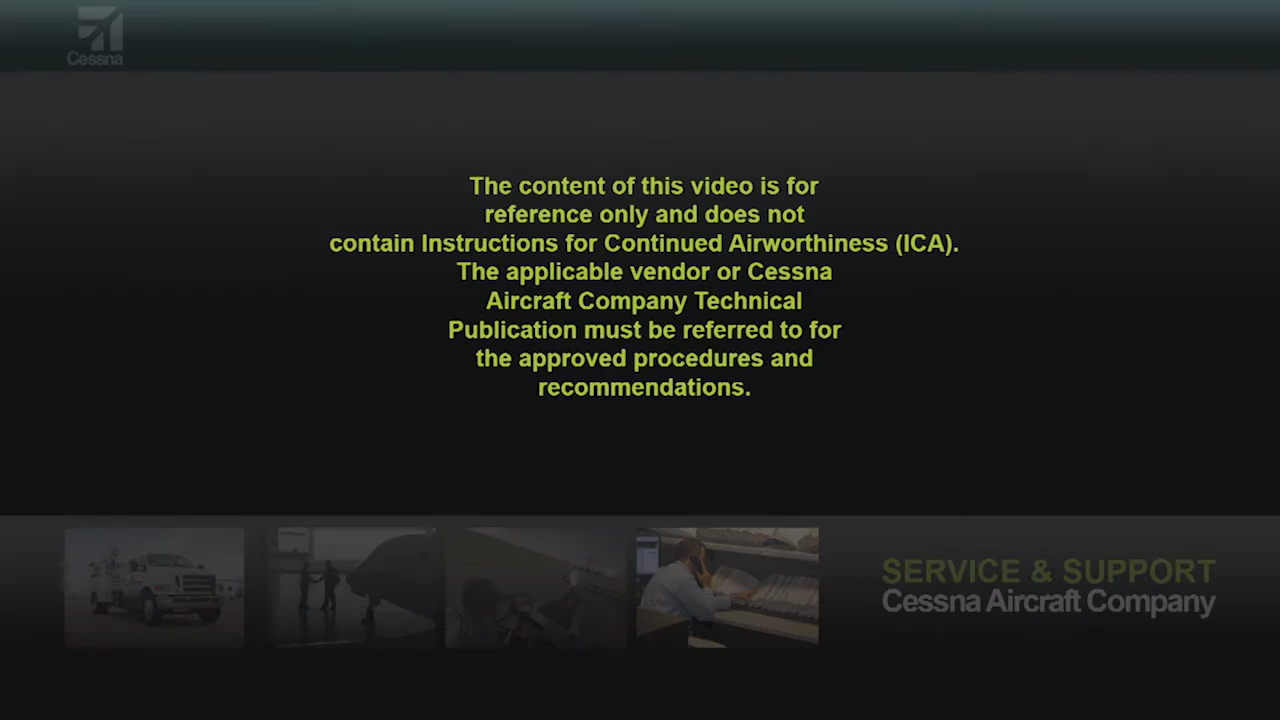 Cessna
The content of this video is for
reference only and does not
contain Instructions for Continued Airworthiness (ICA).
The applicable vendor or Cessna
Aircraft Company Technical
Publication must be referred to for
the approved procedures and
recommendations.
SERVICE & SUPPORT
Cessna Aircraft Company